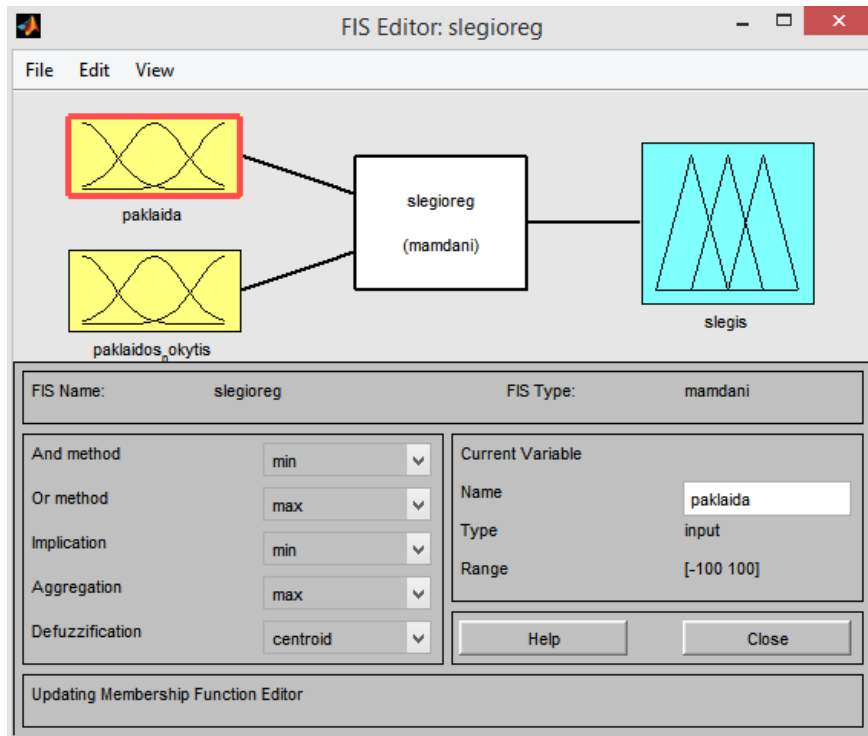 FIS Editor: slegioreg
File Edit View
paklaida
slegioreg
(mamdani)
paklaidos_nokytis
slegis
FIS Name: slegioreg FIS Type: mamdani
And method min
Or method max
Implication min
Aggregation max
Defuzzification centroid
Current Variable
Name paklaida
Type input
Range [-100 100]
Help Close
Updating Membership Function Editor